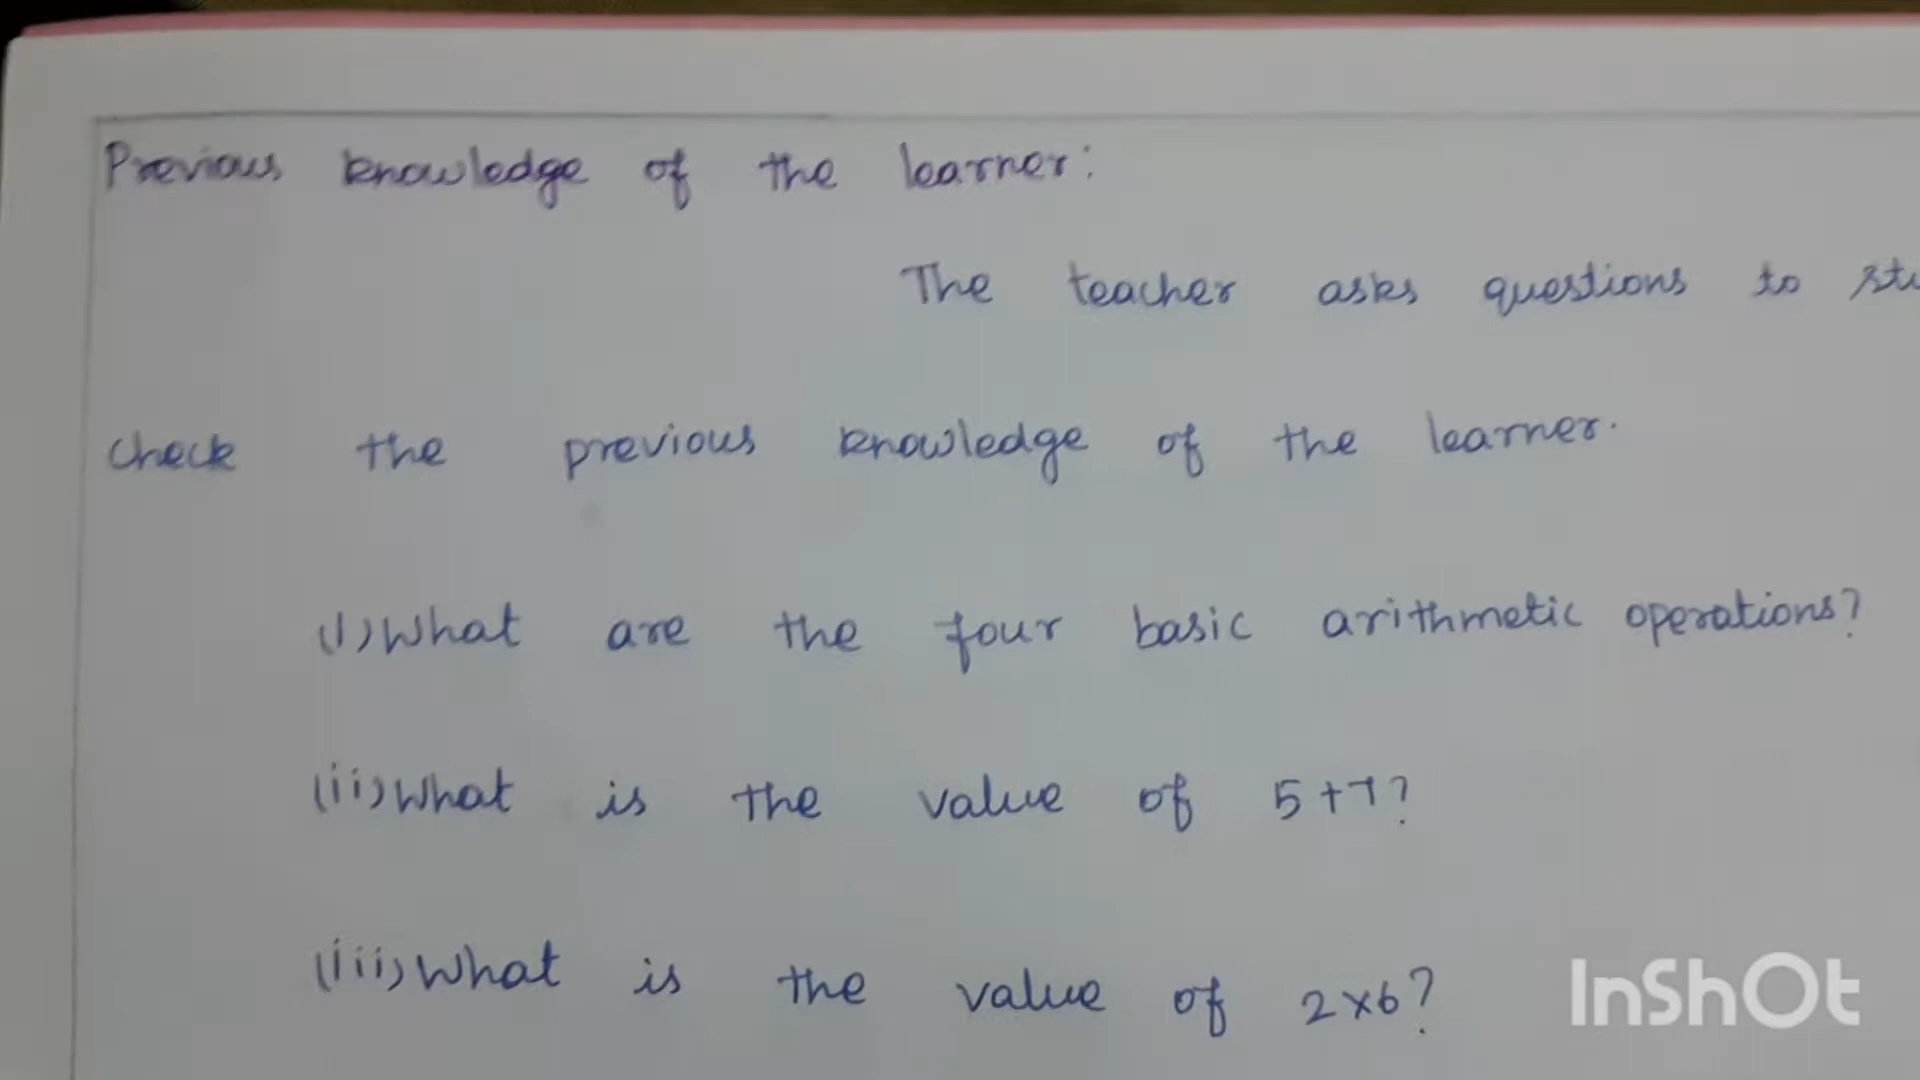 Previous knowledge of the learner:
The teacher asks questions to
check the previous knowledge of the learner.
(i) What are the four basic arithmetic operations?
(ii) What is the value of 5+7?
(iii) What is the value of 2×6?
InShOt